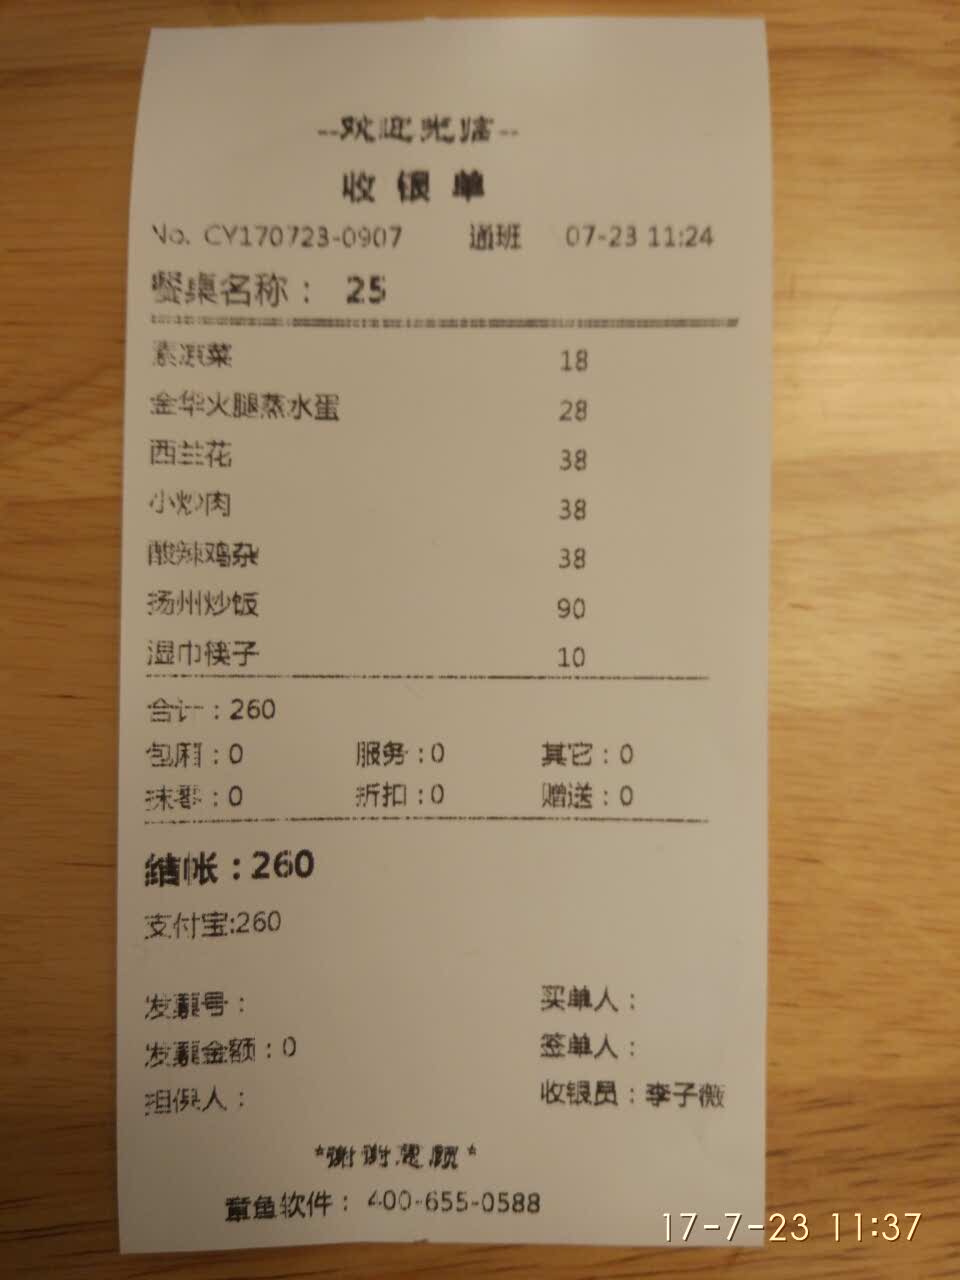 --欢迎光临--
收 银 单
No. CY170723-0907 通班 07-23 11:24
餐桌名称： 25
素凉菜 18
金华火腿蒸水蛋 28
西兰花 38
小炒肉 38
酸辣鸡杂 38
扬州炒饭 90
湿巾筷子 10
合计：260
包厢：0 服务：0 其它：0
抹零：0 折扣：0 赠送：0
结帐：260
支付宝:260
发票号： 买单人：
发票金额：0 签单人：
担保人： 收银员：李子薇
*谢谢惠顾*
章鱼软件： 400-655-0588
17-7-23 11:37